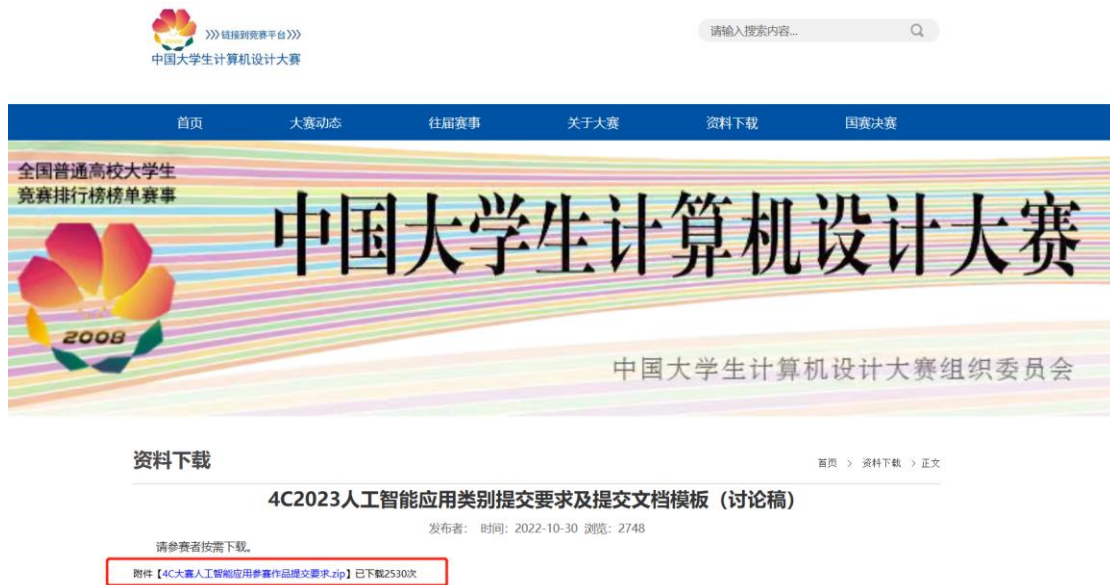 >>> 链接到竞赛平台>>>
中国大学生计算机设计大赛
请输入搜索内容...
首页 大赛动态 往届赛事 关于大赛 资料下载 国赛决赛
全国普通高校大学生
竞赛排行榜榜单赛事
中国大学生计算机设计大赛
2008
中国大学生计算机设计大赛组织委员会
资料下载
首页 > 资料下载 > 正文
4C2023人工智能应用类别提交要求及提交文档模板（讨论稿）
发布者： 时间：2022-10-30 浏览：2748
请参赛者按需下载。
附件【4C大赛人工智能应用参赛作品提交要求.zip】已下载2530次